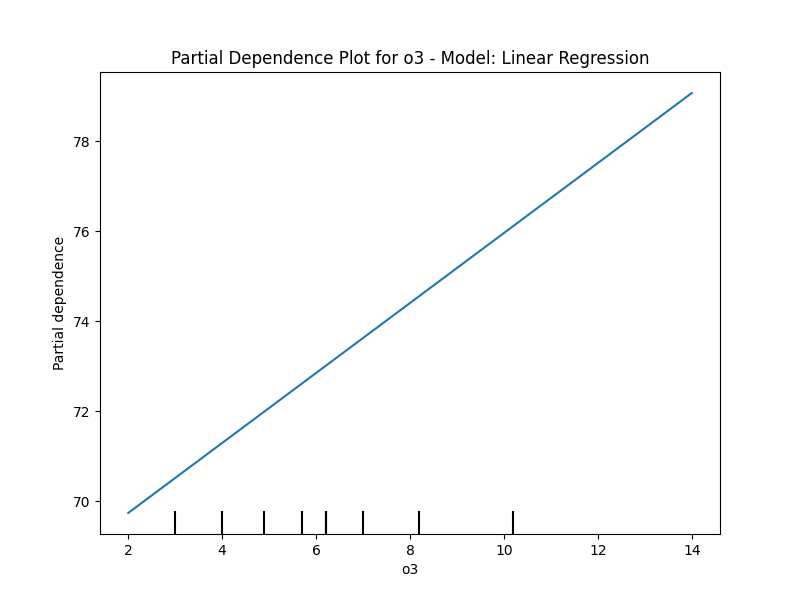 Partial Dependence Plot for o3 - Model: Linear Regression
78
76
74
72
70
Partial dependence
2 4 6 8 10 12 14
o3